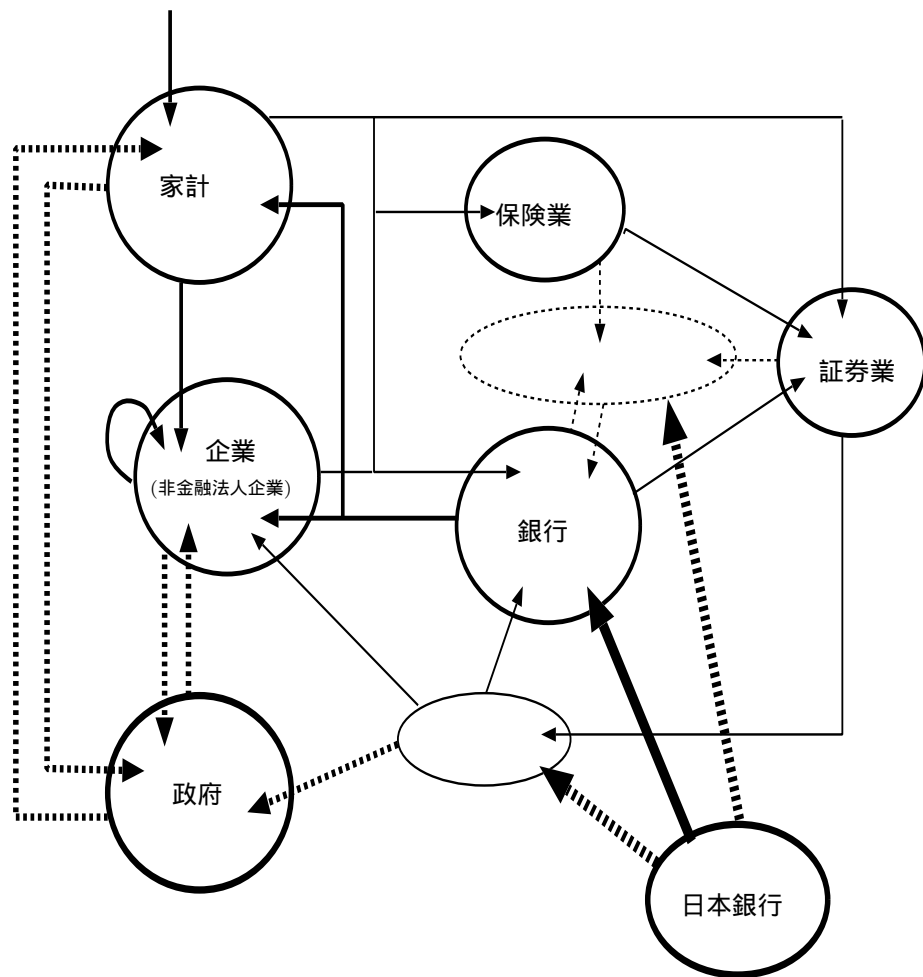 家計
保険業
証券業
企業
(非金融法人企業)
銀行
政府
日本銀行